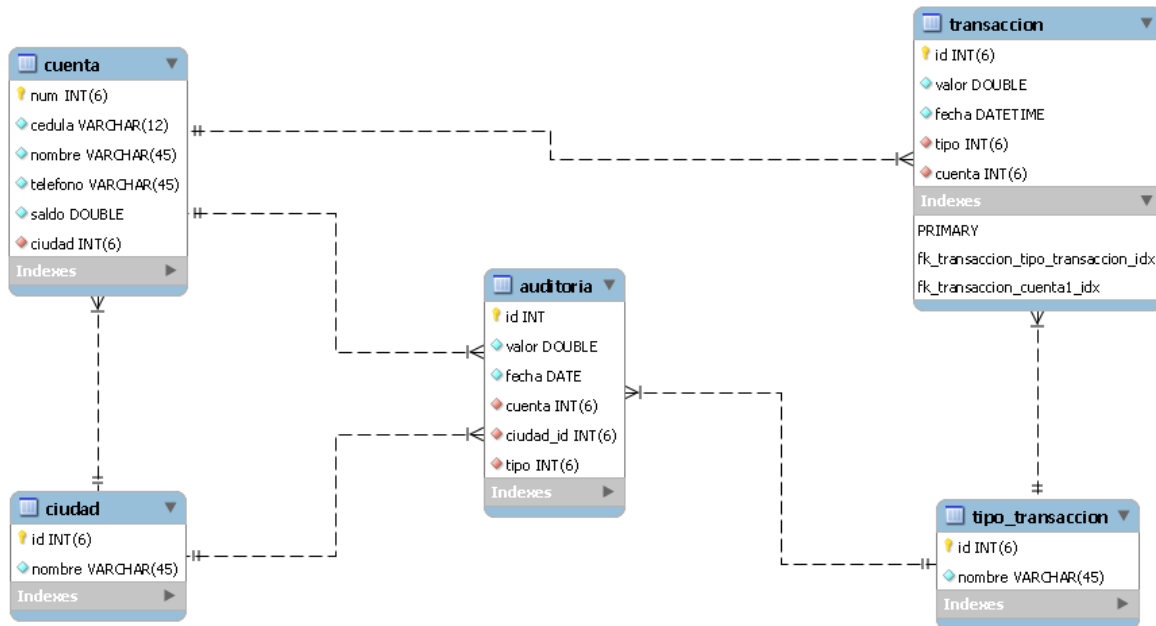 cuenta
num INT(6)
cedula VARCHAR(12)
nombre VARCHAR(45)
telefono VARCHAR(45)
saldo DOUBLE
ciudad INT(6)
Indexes
transaccion
id INT(6)
valor DOUBLE
fecha DATETIME
tipo INT(6)
cuenta INT(6)
Indexes
PRIMARY
fk_transaccion_tipo_transaccion_idx
fk_transaccion_cuenta1_idx
auditoria
id INT
valor DOUBLE
fecha DATE
cuenta INT(6)
ciudad_id INT(6)
tipo INT(6)
Indexes
ciudad
id INT(6)
nombre VARCHAR(45)
Indexes
tipo_transaccion
id INT(6)
nombre VARCHAR(45)
Indexes